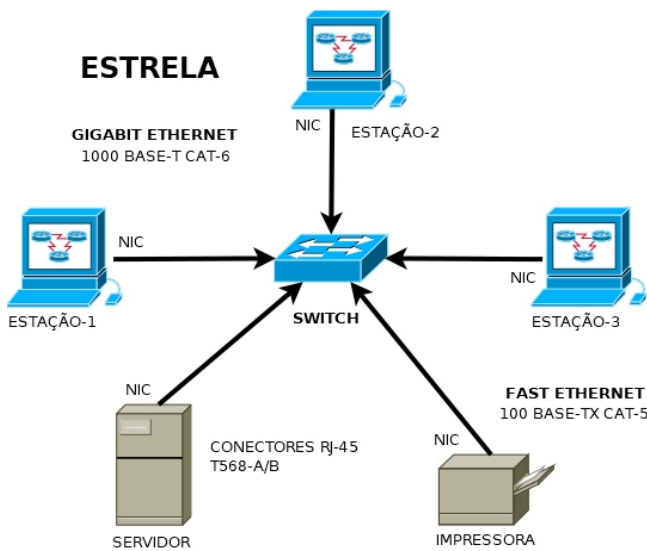 ESTRELA
NIC
ESTAÇÃO-2
GIGABIT ETHERNET
1000 BASE-T CAT-6
NIC
NIC
ESTAÇÃO-1
SWITCH
ESTAÇÃO-3
NIC
FAST ETHERNET
100 BASE-TX CAT-5
CONECTORES RJ-45
T568-A/B
NIC
SERVIDOR
IMPRESSORA